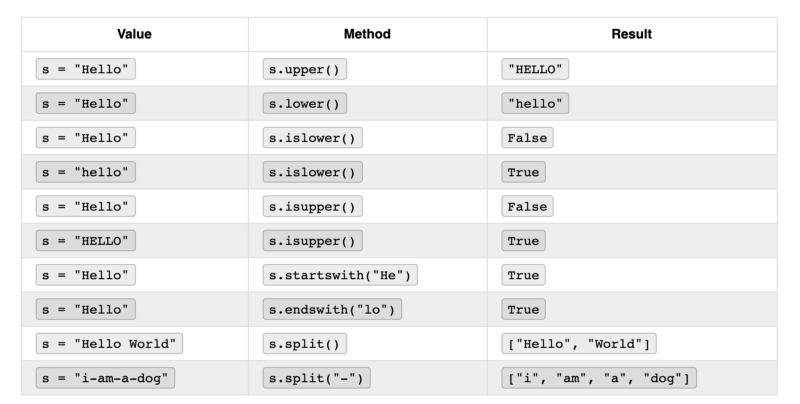 Value Method Result
s = "Hello" s.upper() "HELLO"
s = "Hello" s.lower() "hello"
s = "Hello" s.islower() False
s = "hello" s.islower() True
s = "Hello" s.isupper() False
s = "HELLO" s.isupper() True
s = "Hello" s.startswith("He") True
s = "Hello" s.endswith("lo") True
s = "Hello World" s.split() ["Hello", "World"]
s = "i-am-a-dog" s.split("-") ["i", "am", "a", "dog"]